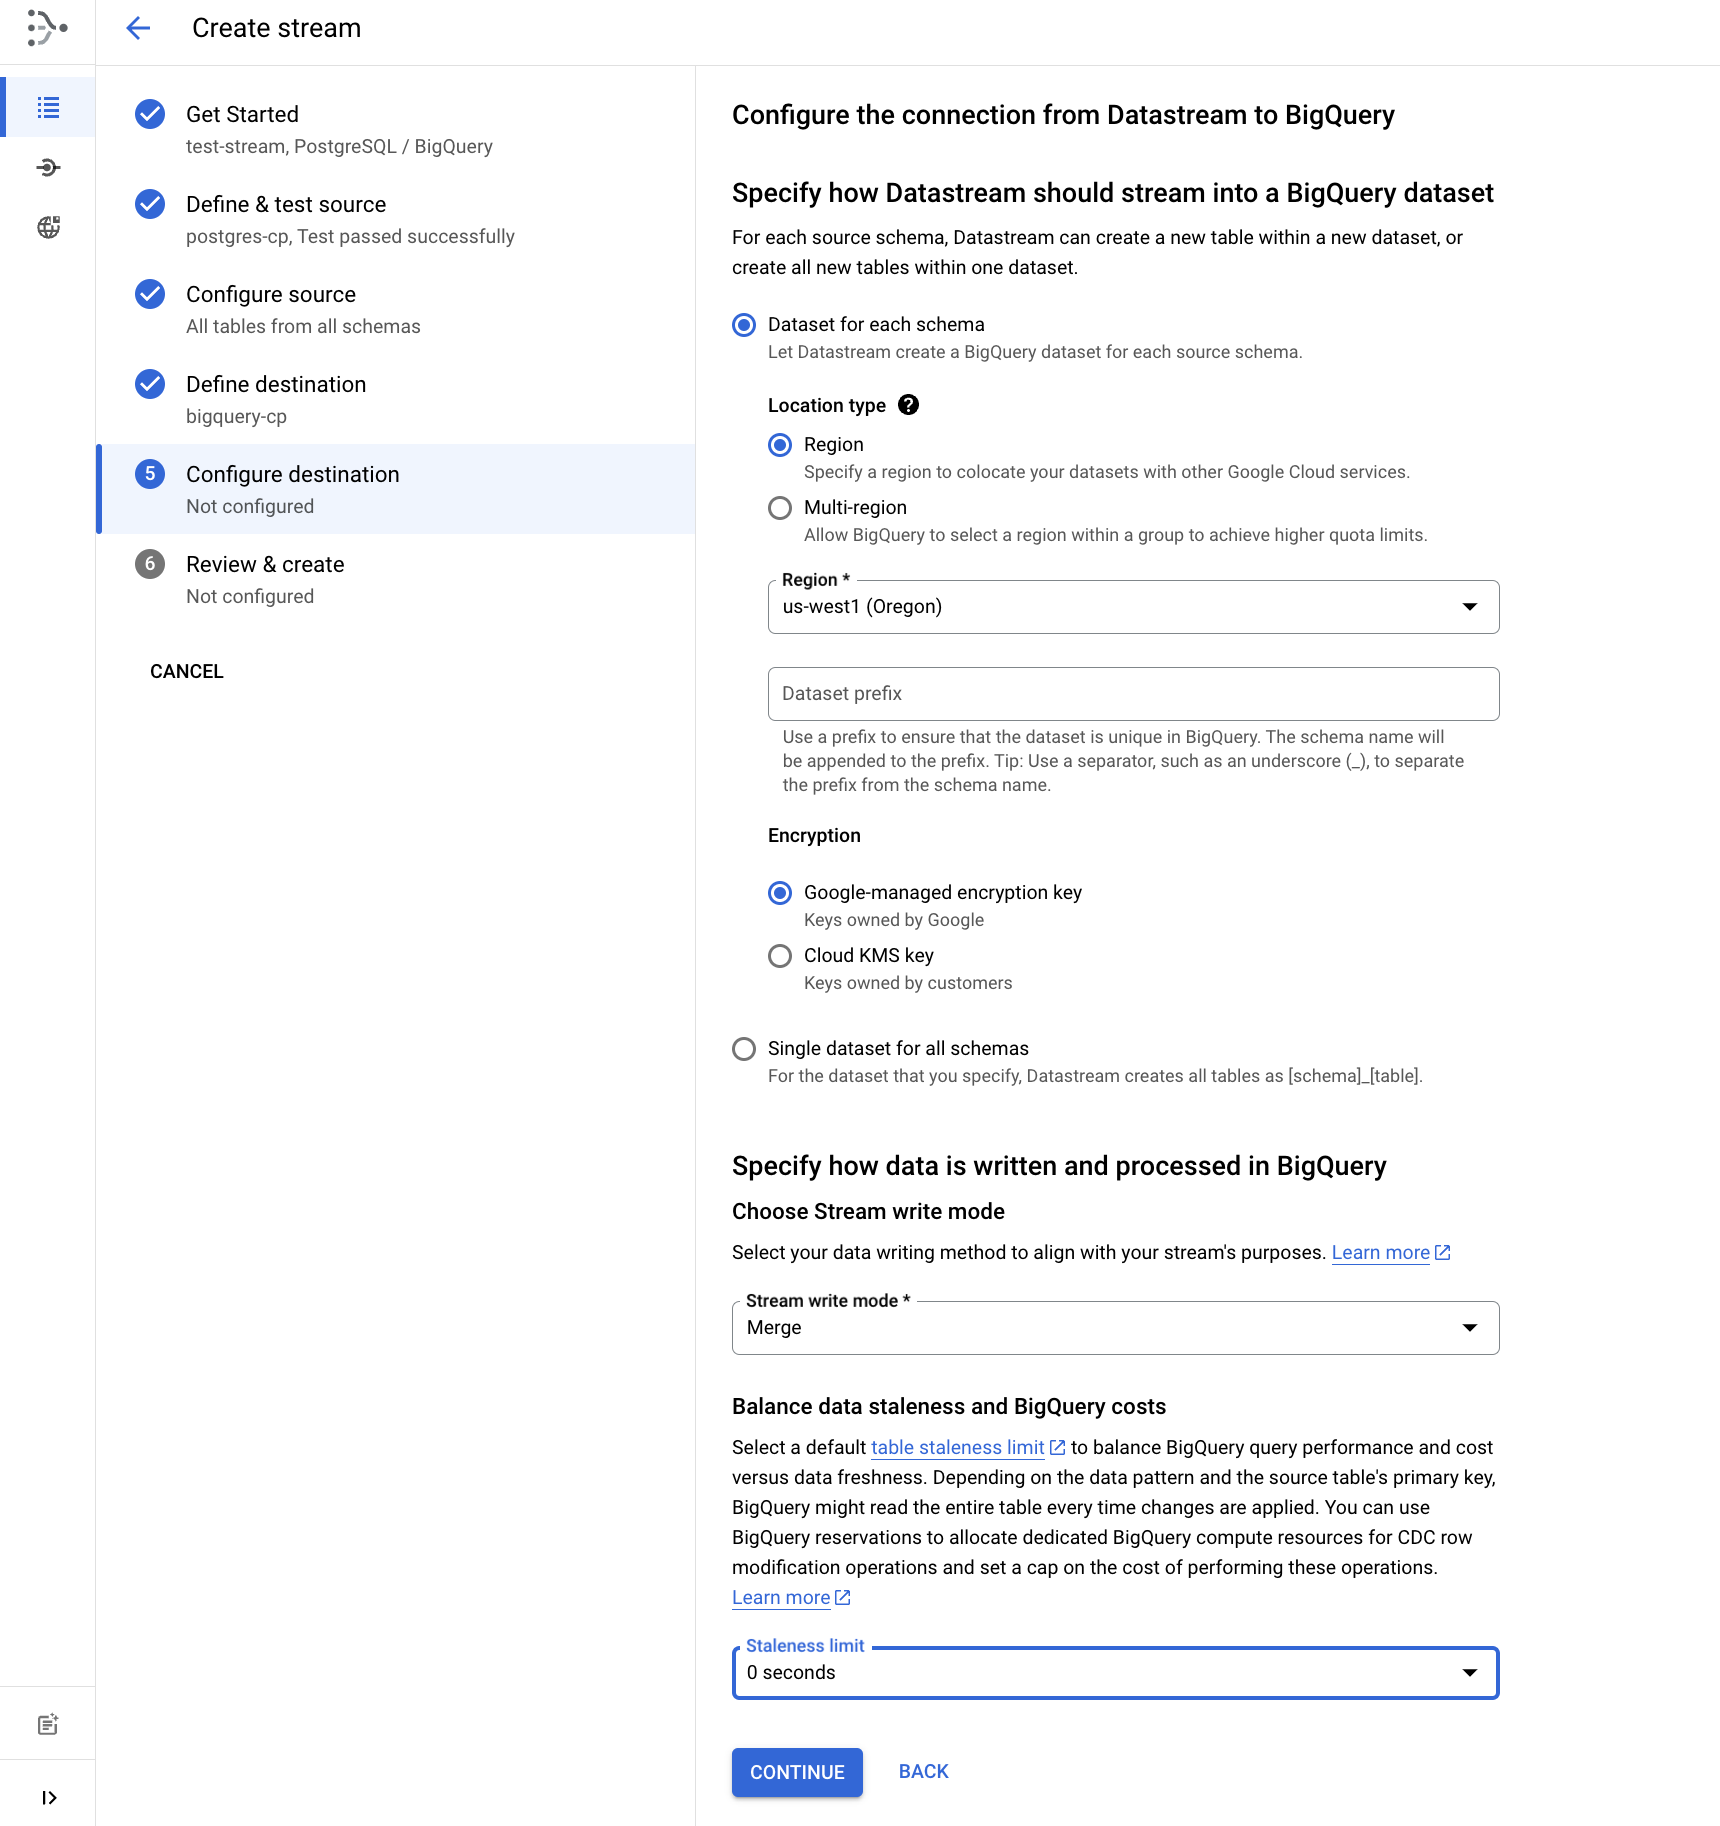 Create stream
Get Started
test-stream, PostgreSQL / BigQuery
Define & test source
postgres-cp, Test passed successfully
Configure source
All tables from all schemas
Define destination
bigquery-cp
5
Configure destination
Not configured
6
Review & create
Not configured
CANCEL
Configure the connection from Datastream to BigQuery
Specify how Datastream should stream into a BigQuery dataset
For each source schema, Datastream can create a new table within a new dataset, or
create all new tables within one dataset.
Dataset for each schema
Let Datastream create a BigQuery dataset for each source schema.
Location type ?
Region
Specify a region to colocate your datasets with other Google Cloud services.
Multi-region
Allow BigQuery to select a region within a group to achieve higher quota limits.
Region *
us-west1 (Oregon)
Dataset prefix
Use a prefix to ensure that the dataset is unique in BigQuery. The schema name will
be appended to the prefix. Tip: Use a separator, such as an underscore (_), to separate
the prefix from the schema name.
Encryption
Google-managed encryption key
Keys owned by Google
Cloud KMS key
Keys owned by customers
Single dataset for all schemas
For the dataset that you specify, Datastream creates all tables as [schema]_[table].
Specify how data is written and processed in BigQuery
Choose Stream write mode
Select your data writing method to align with your stream's purposes. Learn more
Stream write mode *
Merge
Balance data staleness and BigQuery costs
Select a default table staleness limit to balance BigQuery query performance and cost
versus data freshness. Depending on the data pattern and the source table's primary key,
BigQuery might read the entire table every time changes are applied. You can use
BigQuery reservations to allocate dedicated BigQuery compute resources for CDC row
modification operations and set a cap on the cost of performing these operations.
Learn more
Staleness limit
0 seconds
CONTINUE
BACK